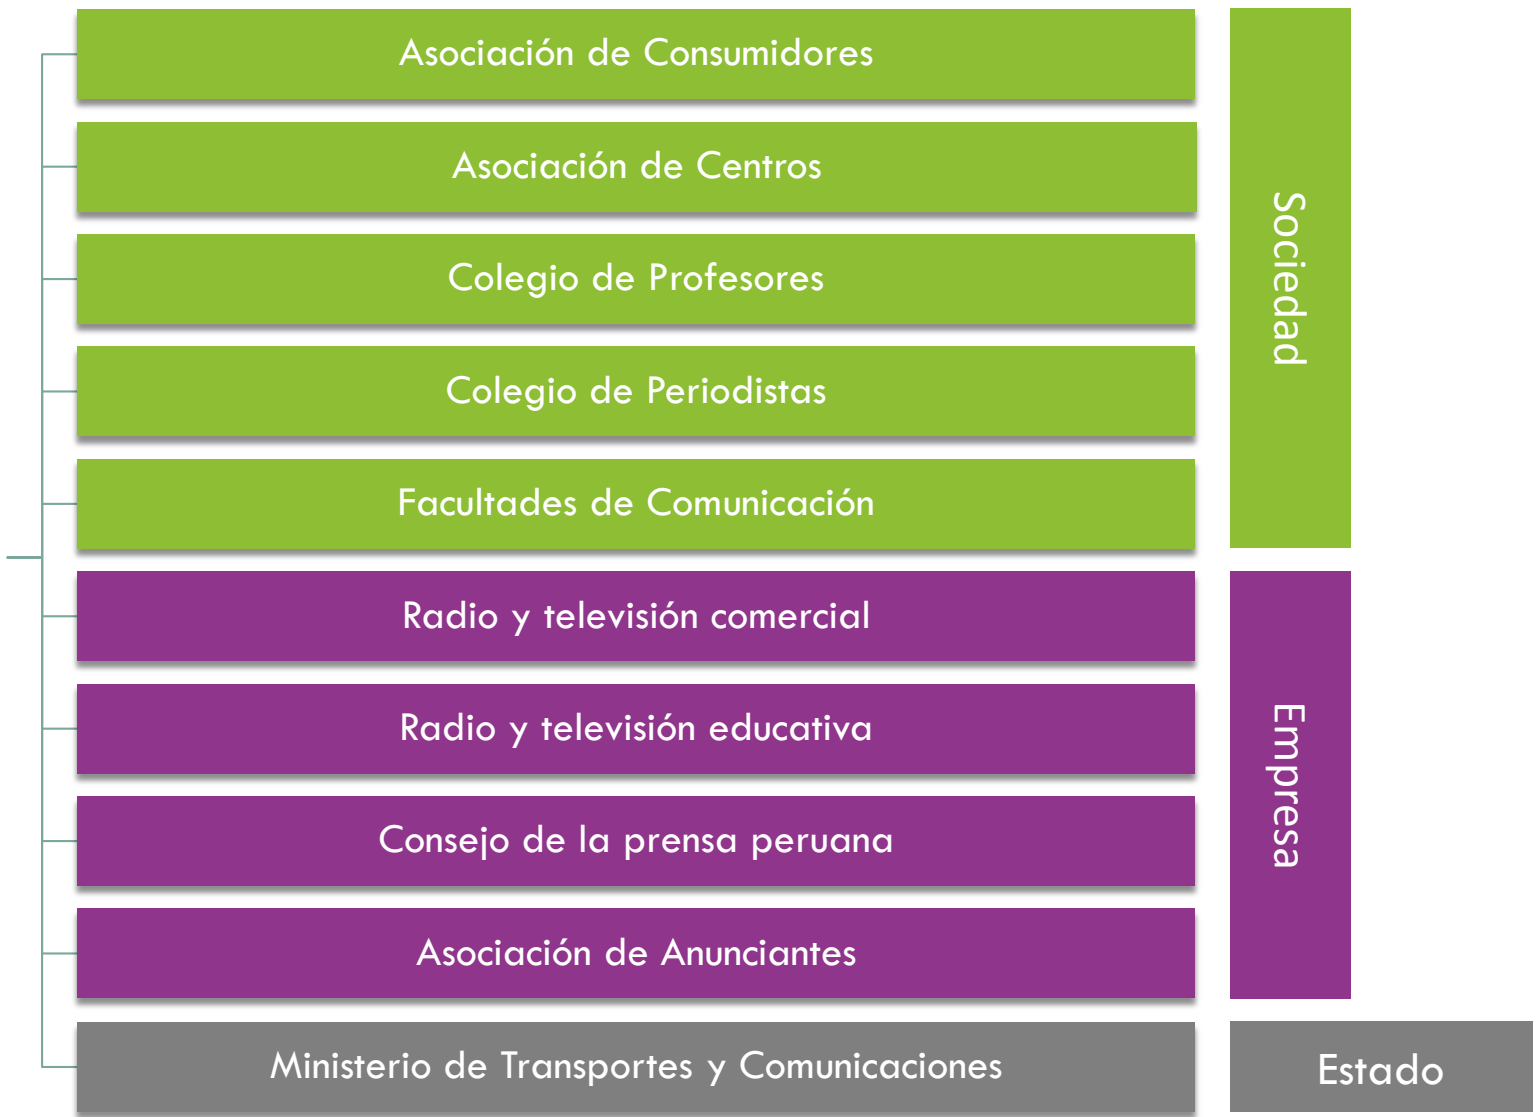 Asociación de Consumidores
Asociación de Centros
Colegio de Profesores
Colegio de Periodistas
Facultades de Comunicación
Sociedad
Radio y televisión comercial
Radio y televisión educativa
Consejo de la prensa peruana
Asociación de Anunciantes
Empresa
Ministerio de Transportes y Comunicaciones
Estado